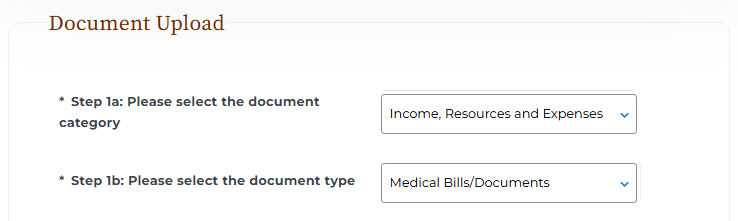 Document Upload
* Step 1a: Please select the document
category
Income, Resources and Expenses
* Step 1b: Please select the document type
Medical Bills/Documents